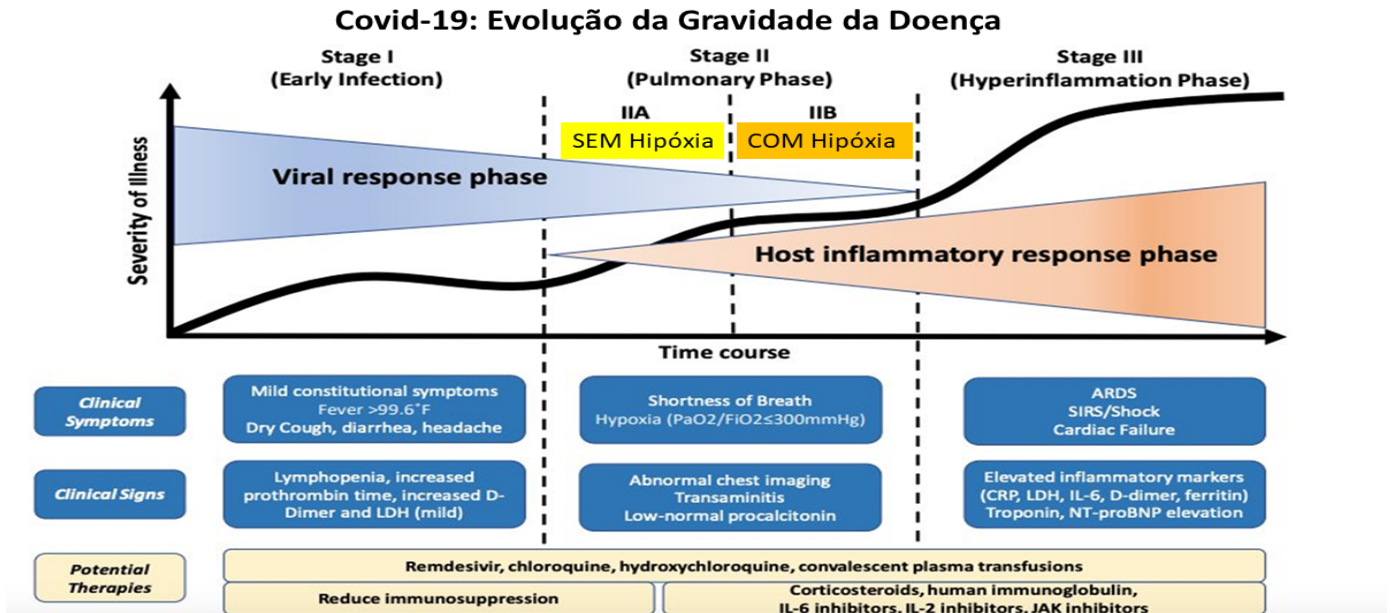 Covid-19: Evolução da Gravidade da Doença
Stage I
(Early Infection)
Stage II
(Pulmonary Phase)
Stage III
(Hyperinflammation Phase)
IIA
IIB
SEM Hipóxia
COM Hipóxia
Severity of Illness
Viral response phase
Host inflammatory response phase
Time course
Clinical
Symptoms
Mild constitutional symptoms
Fever >99.6°F
Dry Cough, diarrhea, headache
Shortness of Breath
Hypoxia (PaO2/FiO2≤300mmHg)
ARDS
SIRS/Shock
Cardiac Failure
Clinical Signs
Lymphopenia, increased
prothrombin time, increased D-
Dimer and LDH (mild)
Abnormal chest imaging
Transaminitis
Low-normal procalcitonin
Elevated inflammatory markers
(CRP, LDH, IL-6, D-dimer, ferritin)
Troponin, NT-proBNP elevation
Potential
Therapies
Remdesivir, chloroquine, hydroxychloroquine, convalescent plasma transfusions
Reduce immunosuppression
Corticosteroids, human immunoglobulin,
IL-6 inhibitors, IL-2 inhibitors, JAK inhibitors